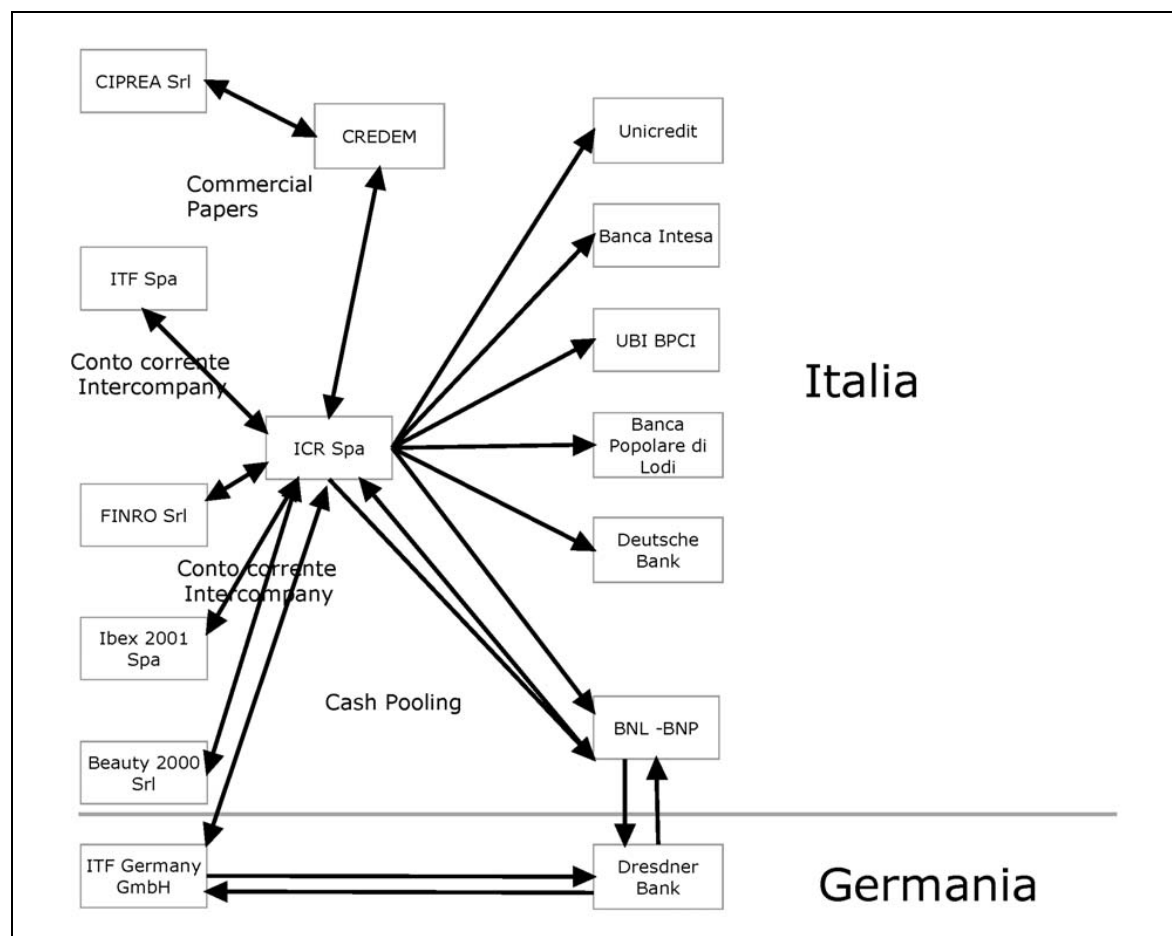 CIPREA Srl
CREDEM
Unicredit
Commercial
Papers
Banca Intesa
ITF Spa
UBI BPCI
Conto corrente
Intercompany
Italia
Banca
Popolare di
Lodi
ICR Spa
FINRO Srl
Deutsche
Bank
Conto corrente
Intercompany
Ibex 2001
Spa
Cash Pooling
BNL -BNP
Beauty 2000
Srl
ITF Germany
GmbH
Dresdner
Bank
Germania